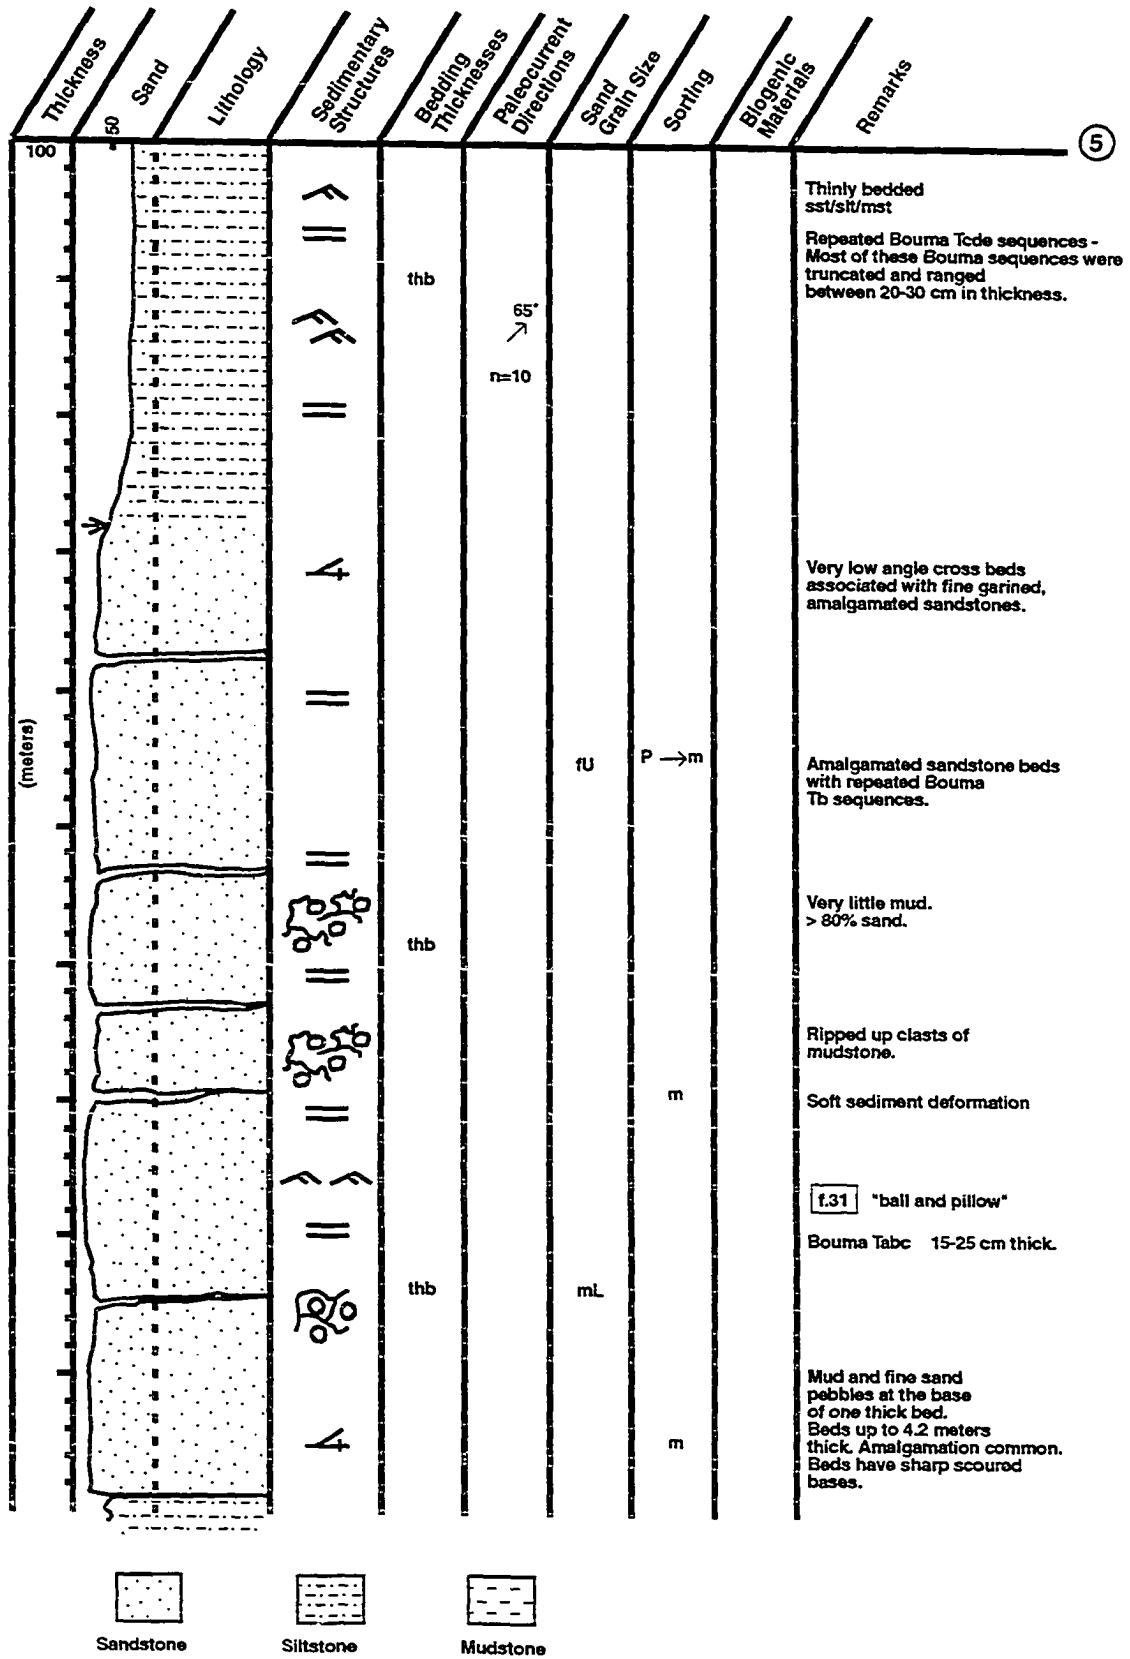 Thickness
Sand
Lithology
Sedimentary
Structures
Bedding
Thicknesses
Paleocurrent
Directions
Sand
Grain Size
Sorting
Biogenic
Materials
Remarks
50
5
100
Thinly bedded
sst/slt/mst
Repeated Bouma Tcde sequences -
Most of these Bouma sequences were
truncated and ranged
between 20-30 cm in thickness.
thb
65°
n=10
Very low angle cross beds
associated with fine garined,
amalgamated sandstones.
(meters)
fU
P → m
Amalgamated sandstone beds
with repeated Bouma
Tb sequences.
Very little mud.
> 80% sand.
thb
Ripped up clasts of
mudstone.
m
Soft sediment deformation
f.31 "ball and pillow"
Bouma Tabc 15-25 cm thick.
thb
mL
Mud and fine sand
pebbles at the base
of one thick bed.
Beds up to 4.2 meters
thick. Amalgamation common.
Beds have sharp scoured
bases.
m
Sandstone
Siltstone
Mudstone